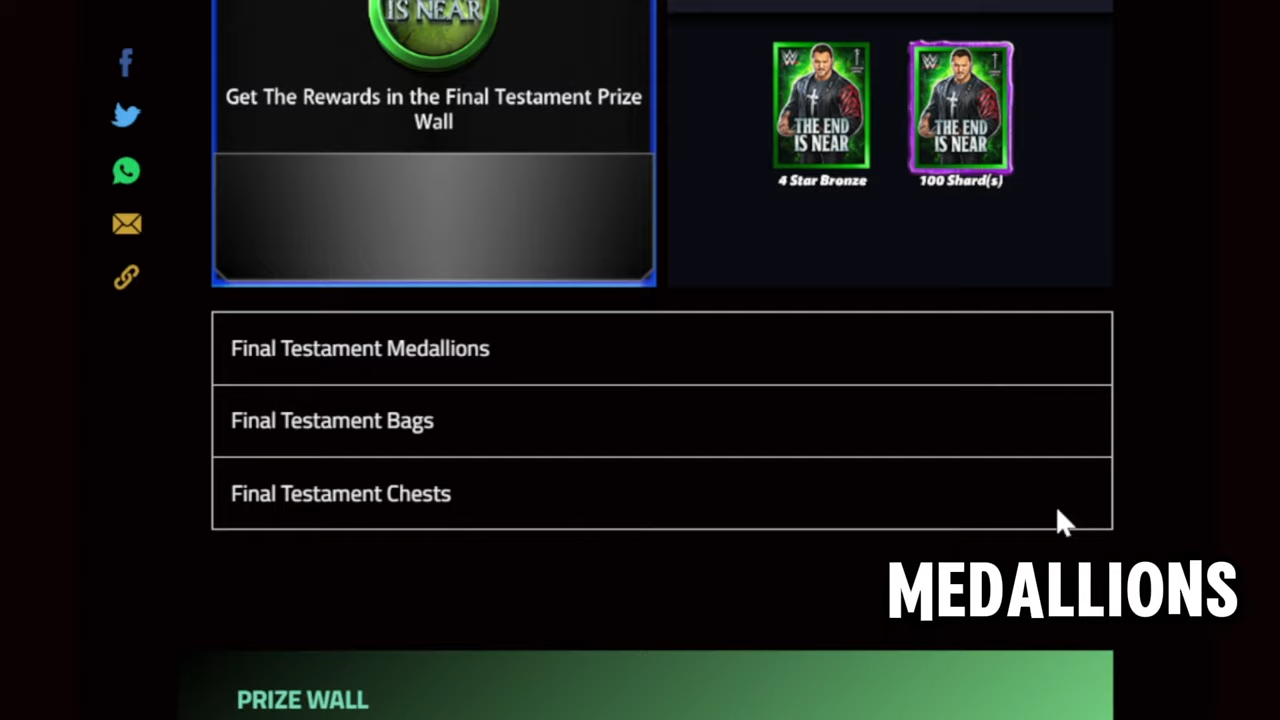 IS NEAR
Get The Rewards in the Final Testament Prize
Wall
THE END
IS NEAR
4 Star Bronze
THE END
IS NEAR
100 Shard(s)
Final Testament Medallions
Final Testament Bags
Final Testament Chests
MEDALLIONS
PRIZE WALL